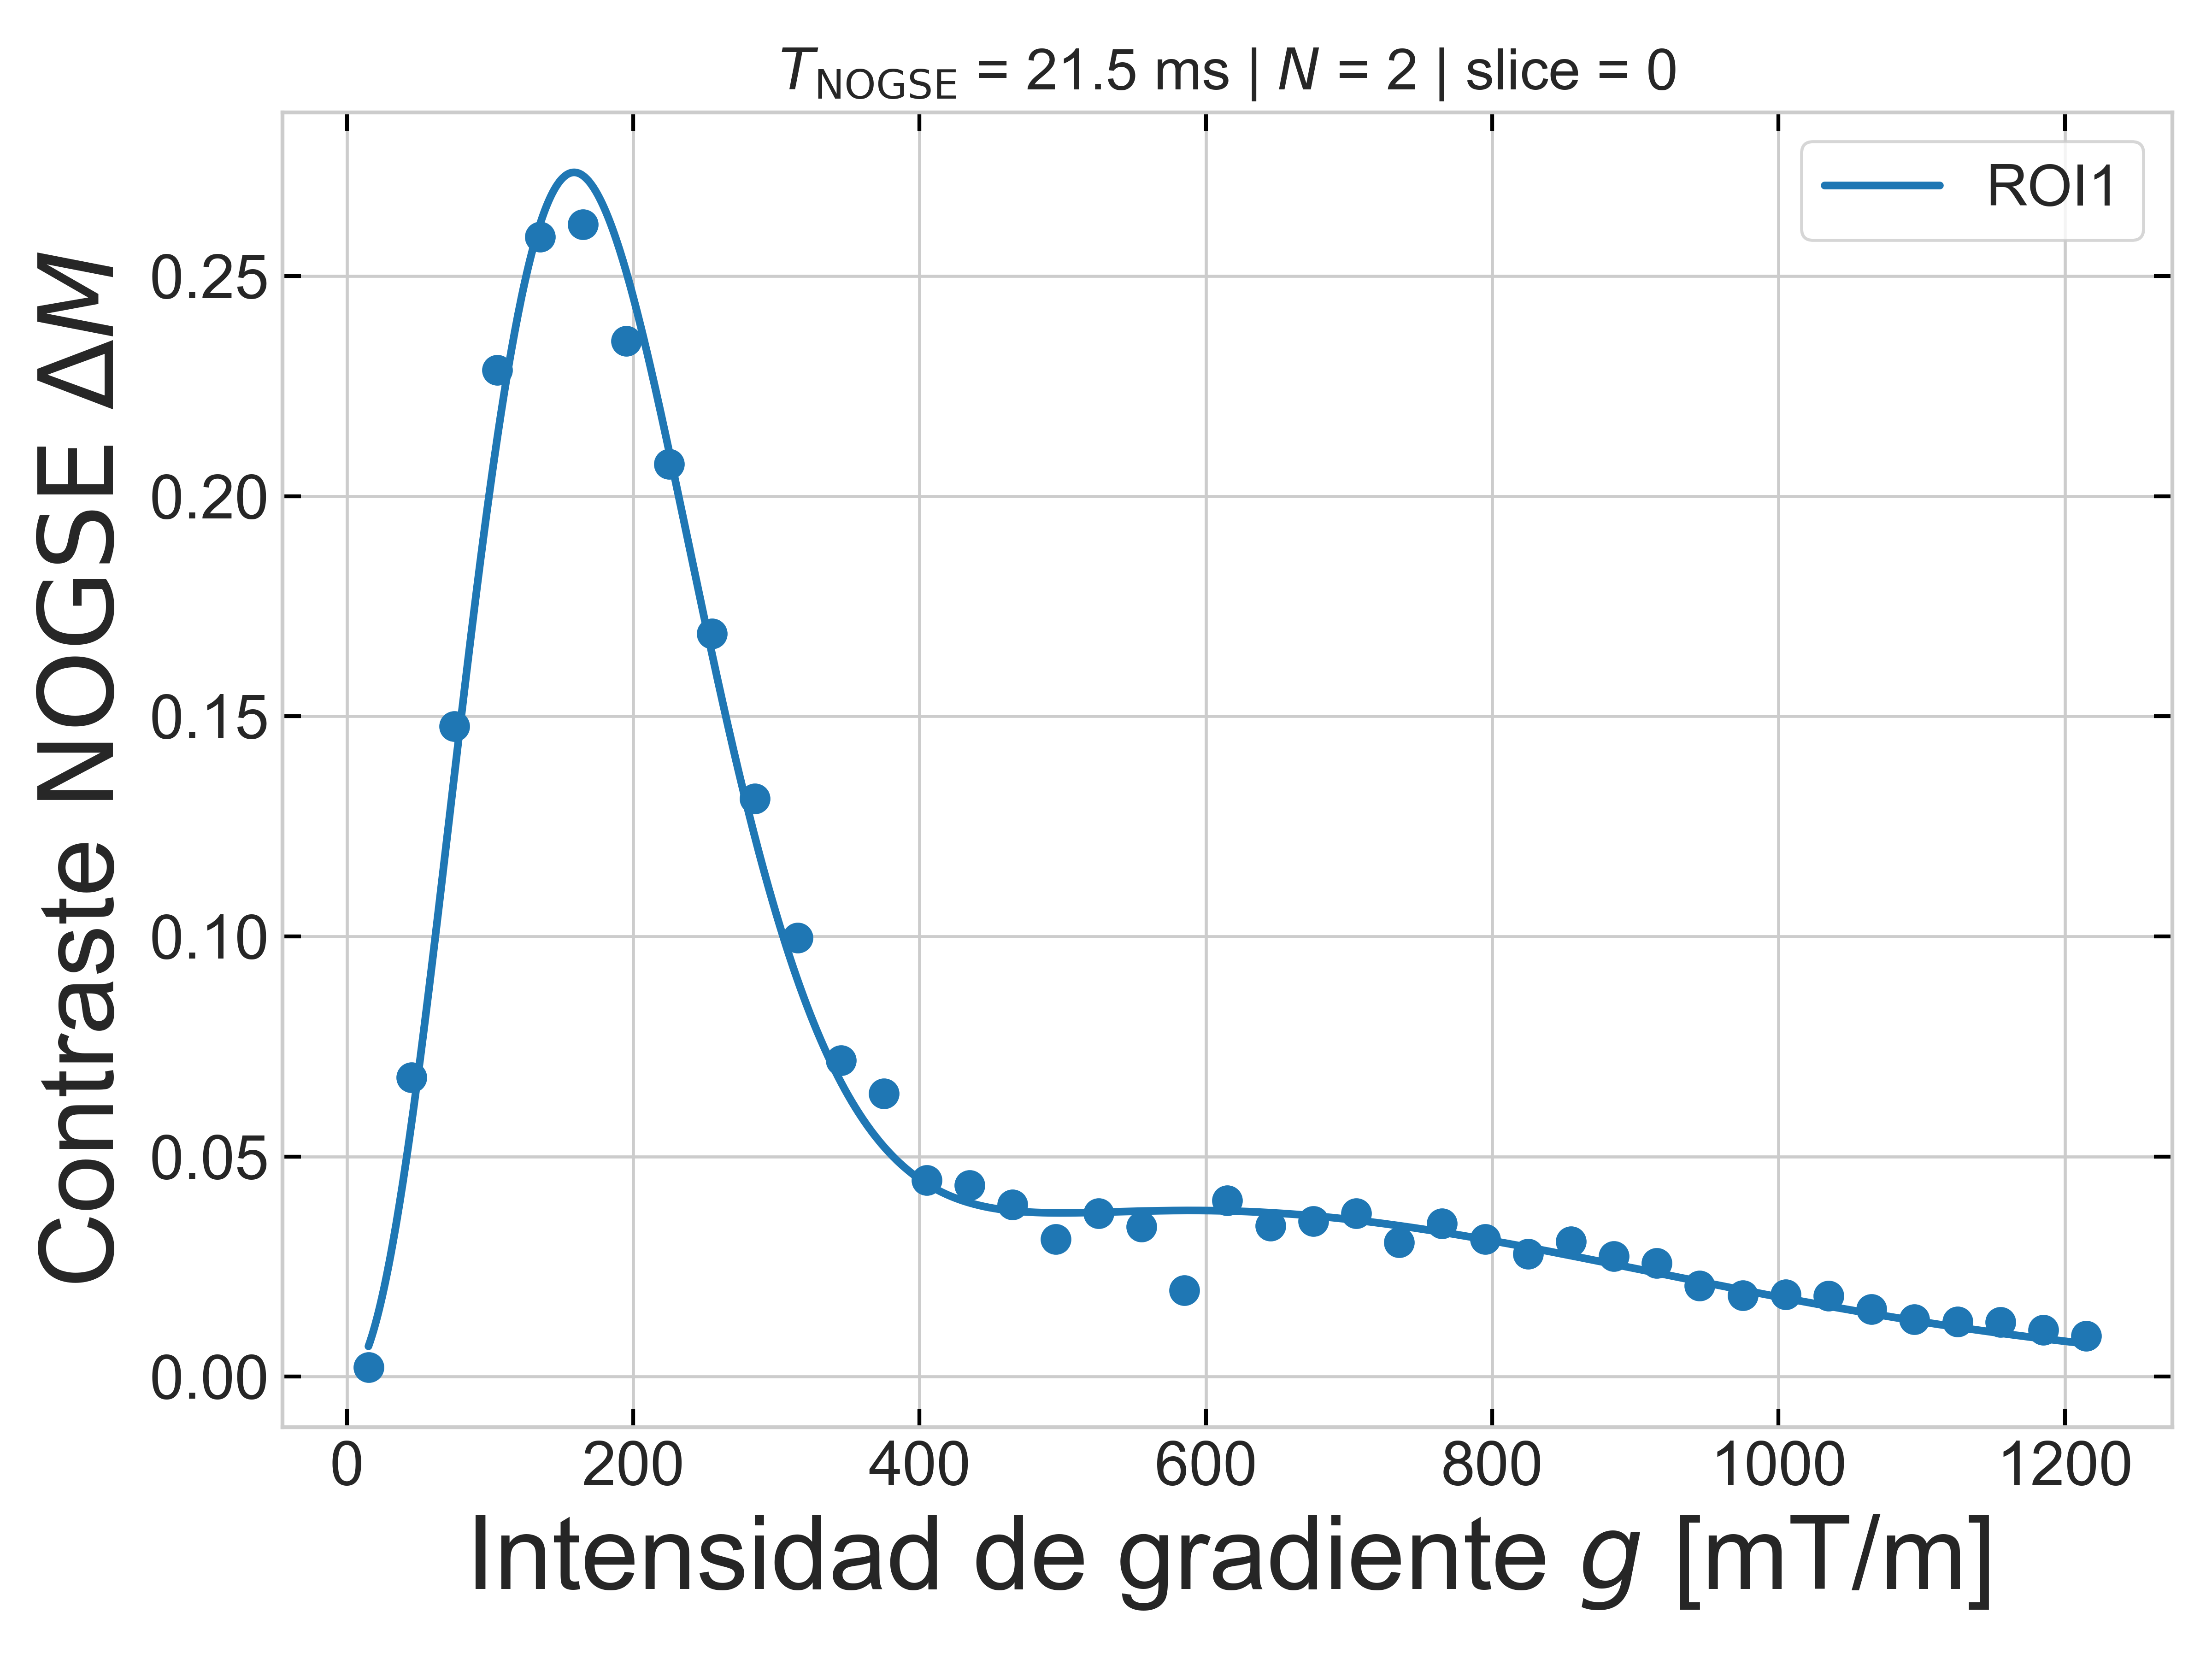 T_NOGSE = 21.5 ms | N = 2 | slice = 0
ROI1
Contraste NOGSE ΔM
0.25
0.20
0.15
0.10
0.05
0.00
0 200 400 600 800 1000 1200
Intensidad de gradiente g [mT/m]